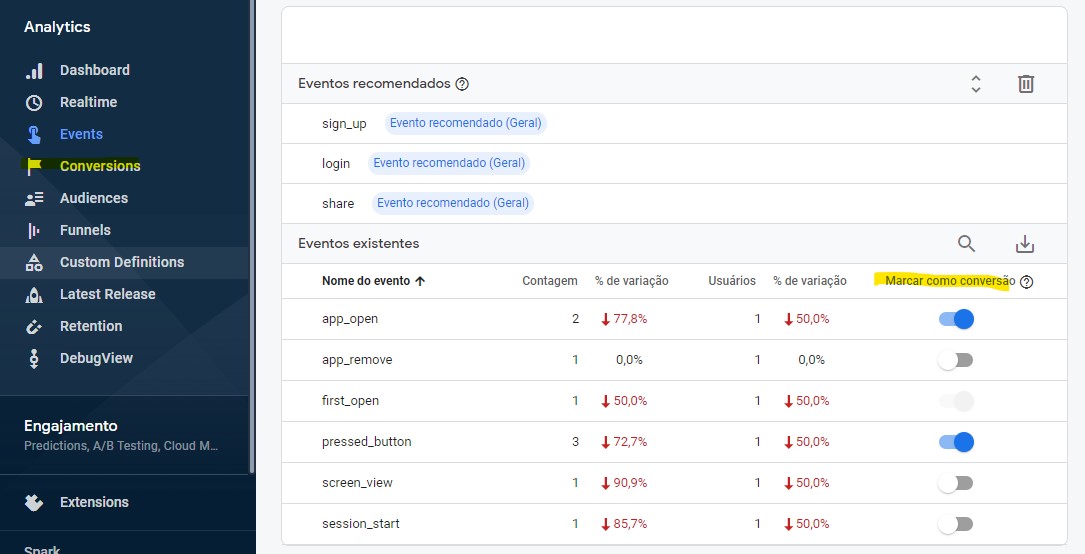 Analytics
Dashboard
Realtime
Events
Conversions
Audiences
Funnels
Custom Definitions
Latest Release
Retention
DebugView
Engajamento
Predictions, A/B Testing, Cloud M...
Extensions
Spark
Eventos recomendados
sign_up Evento recomendado (Geral)
login Evento recomendado (Geral)
share Evento recomendado (Geral)
Eventos existentes
Nome do evento Contagem % de variação Usuários % de variação Marcar como conversão
app_open 2 77,8% 1 50,0%
app_remove 1 0,0% 1 0,0%
first_open 1 50,0% 1 50,0%
pressed_button 3 72,7% 1 50,0%
screen_view 1 90,9% 1 50,0%
session_start 1 85,7% 1 50,0%